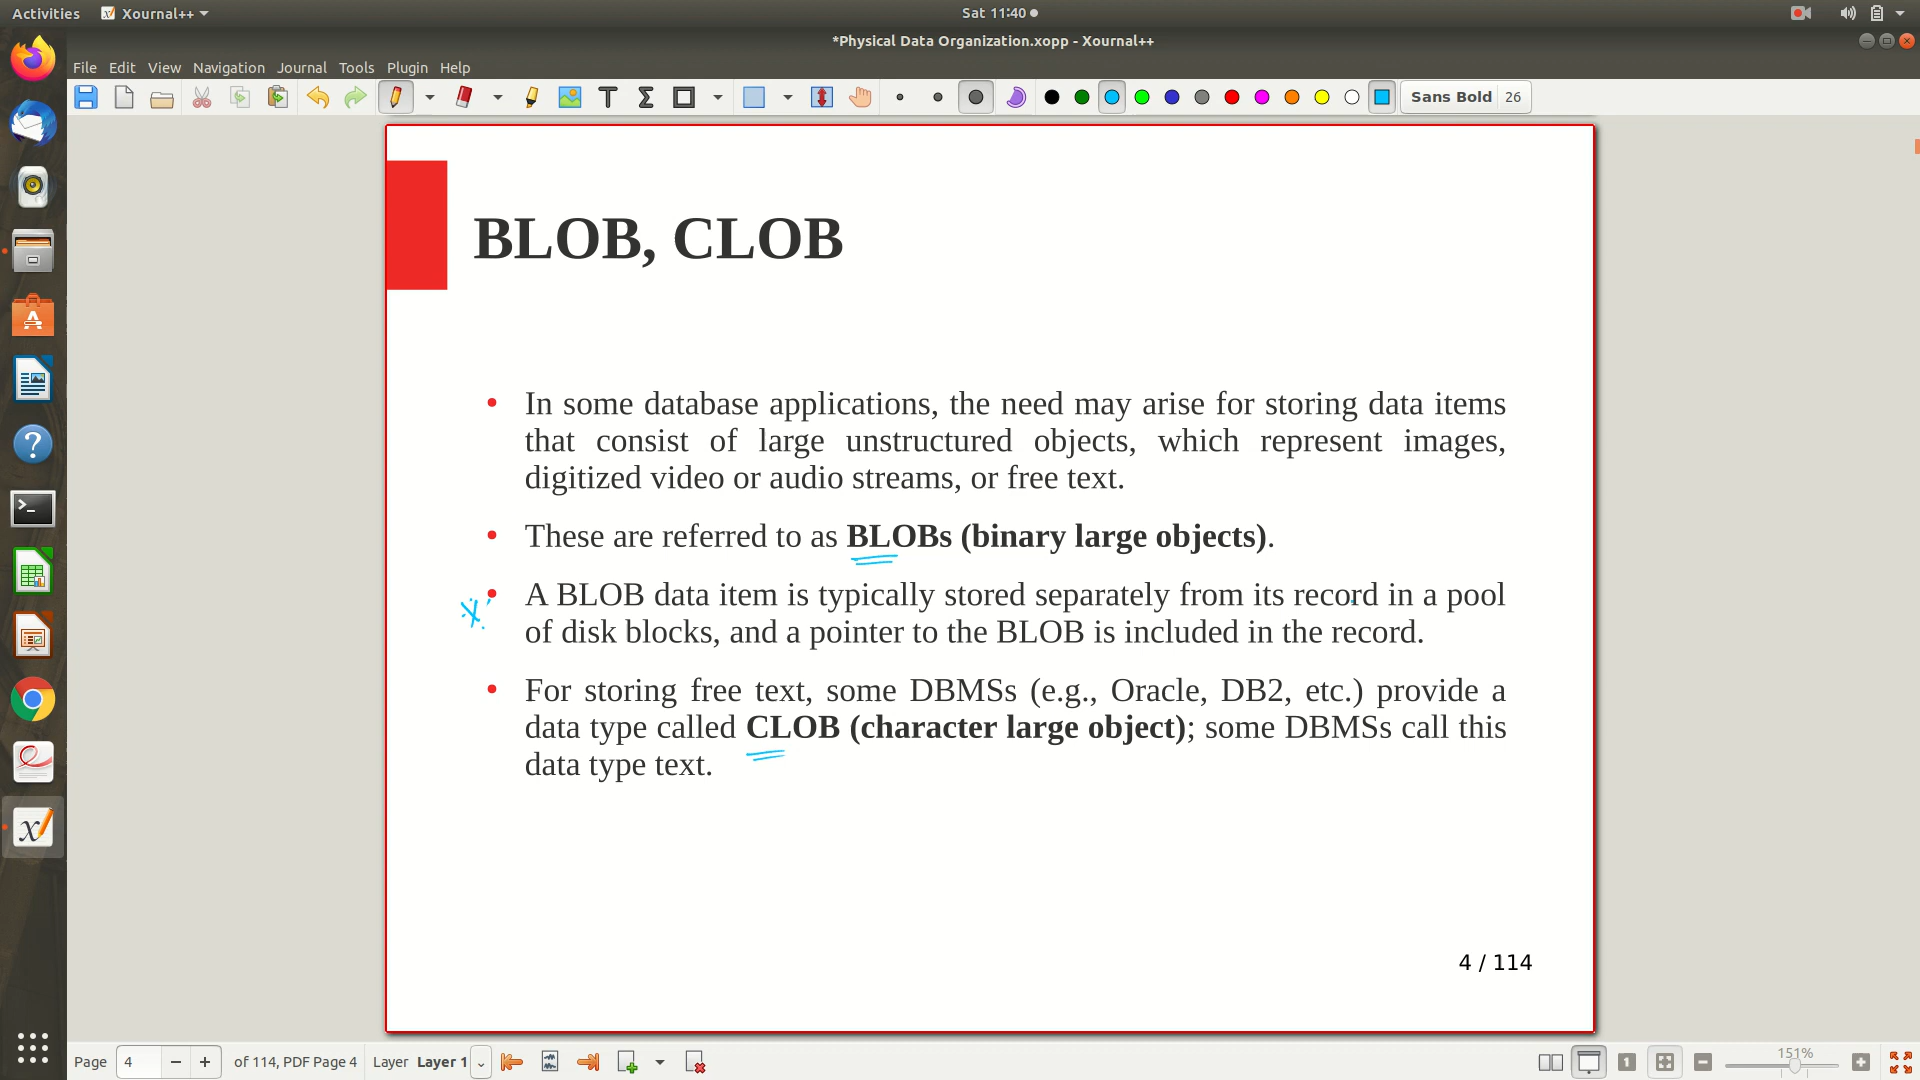 Activities Xournal++ Sat 11:40
*Physical Data Organization.xopp - Xournal++
File Edit View Navigation Journal Tools Plugin Help
Sans Bold 26
BLOB, CLOB
• In some database applications, the need may arise for storing data items
that consist of large unstructured objects, which represent images,
digitized video or audio streams, or free text.
• These are referred to as BLOBs (binary large objects).
• A BLOB data item is typically stored separately from its record in a pool
of disk blocks, and a pointer to the BLOB is included in the record.
• For storing free text, some DBMSs (e.g., Oracle, DB2, etc.) provide a
data type called CLOB (character large object); some DBMSs call this
data type text.
4 / 114
Page 4 of 114, PDF Page 4 Layer Layer 1 1 151%